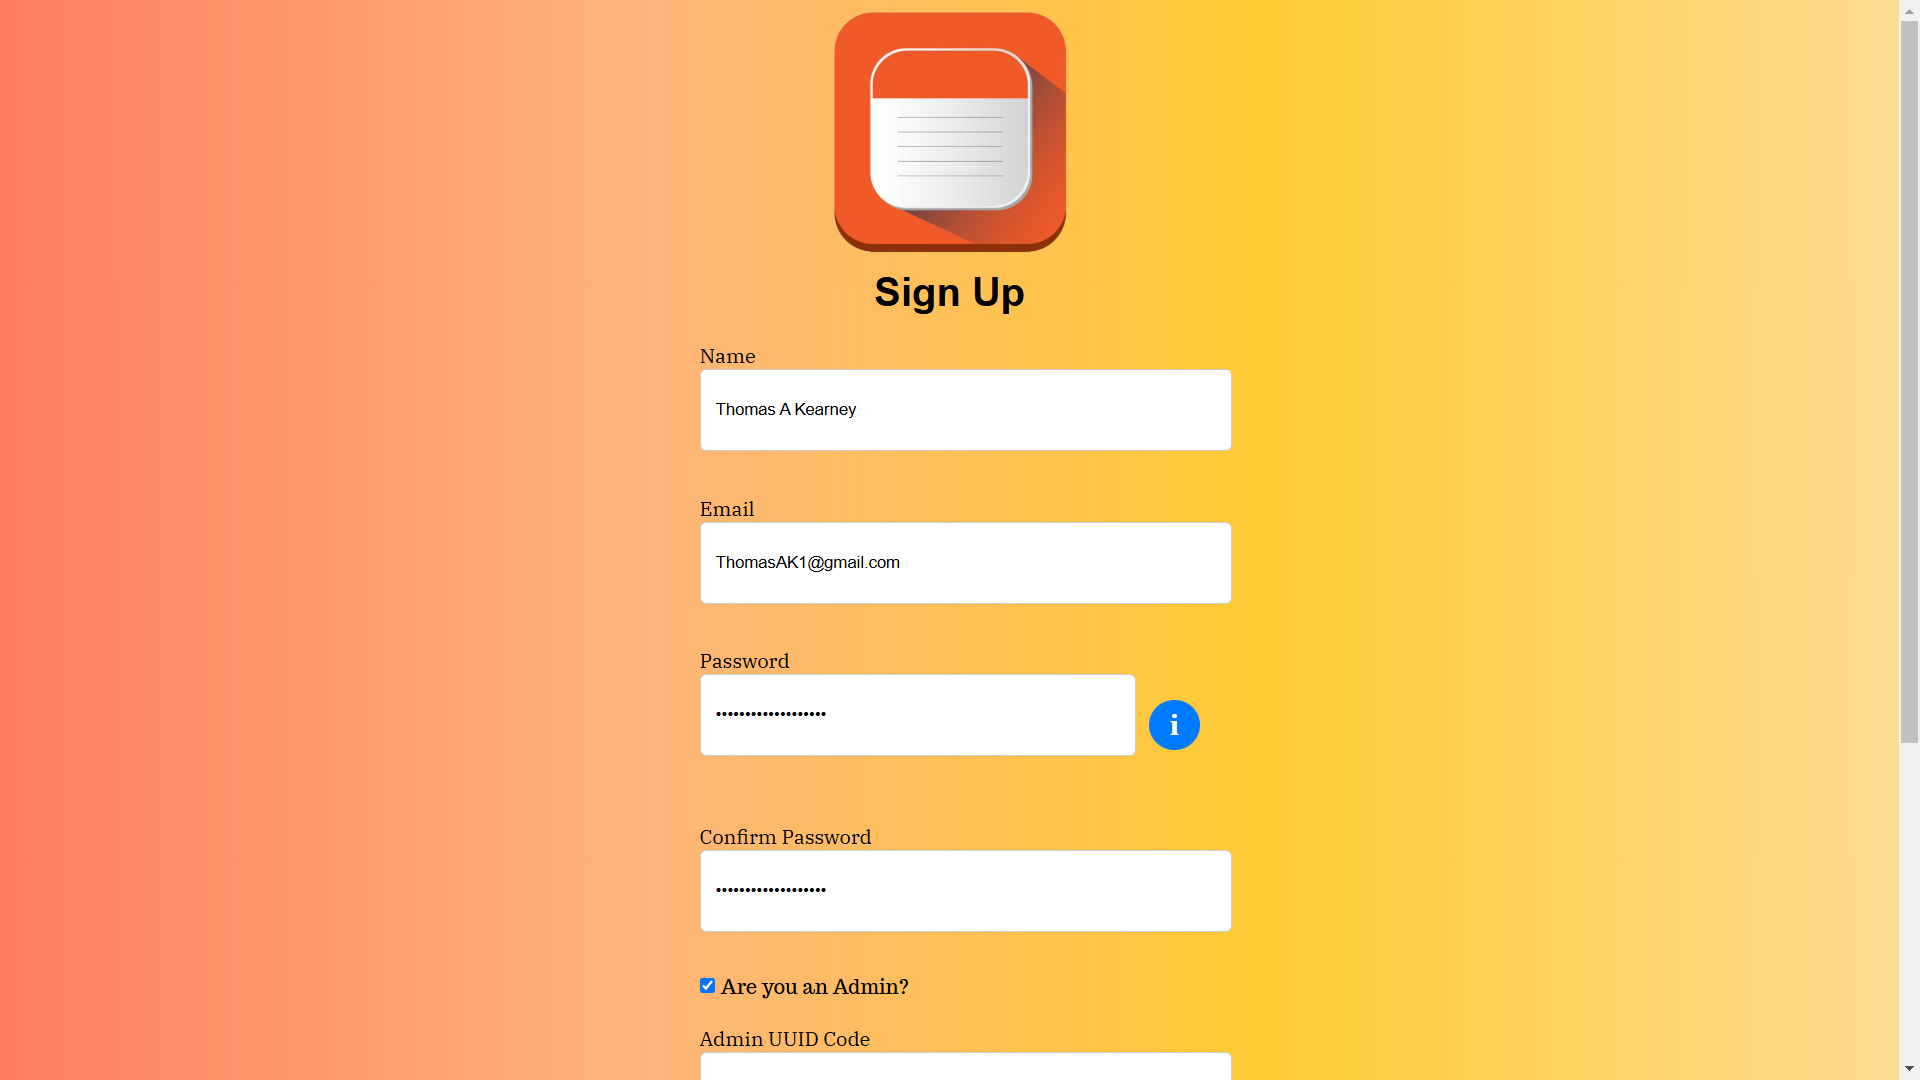 Sign Up
Name
Thomas A Kearney
Email
ThomasAK1@gmail.com
Password
•••••••••••••••••••
i
Confirm Password
•••••••••••••••••••
Are you an Admin?
Admin UUID Code